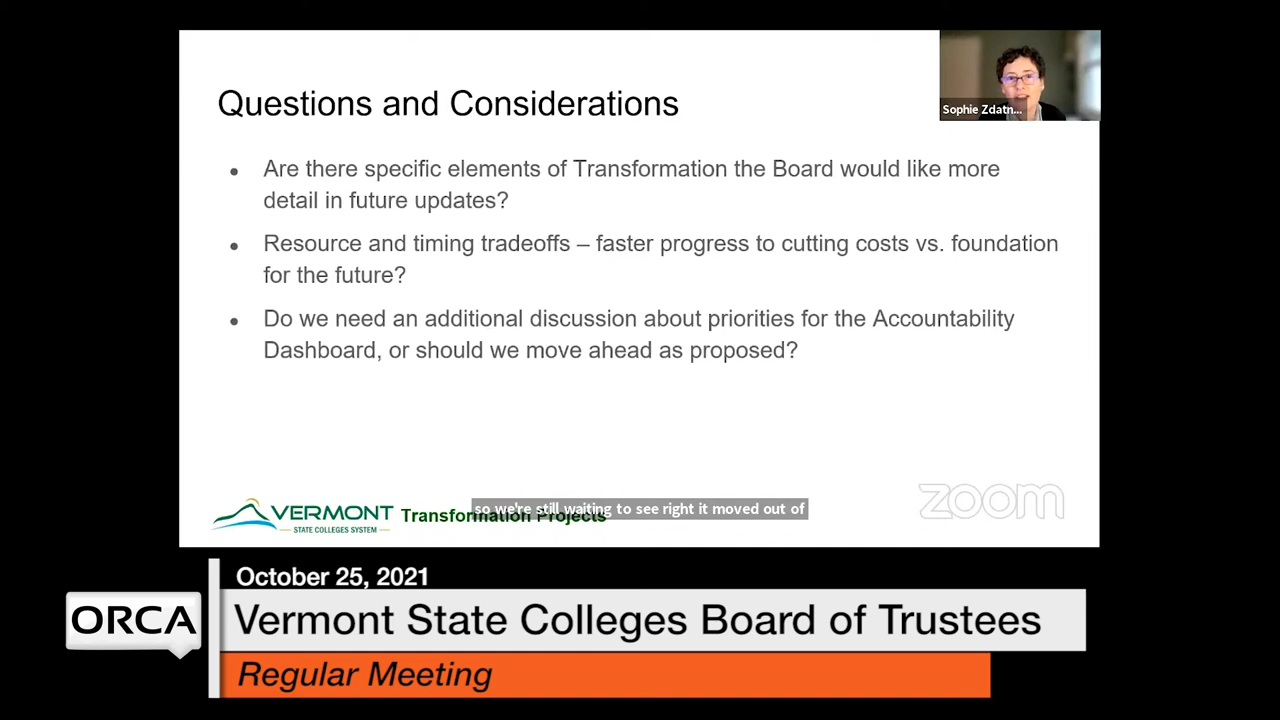 Questions and Considerations
Sophie Zdatn...
Are there specific elements of Transformation the Board would like more
detail in future updates?
Resource and timing tradeoffs – faster progress to cutting costs vs. foundation
for the future?
Do we need an additional discussion about priorities for the Accountability
Dashboard, or should we move ahead as proposed?
VERMONT
STATE COLLEGES SYSTEM
Transformation Projects
so we're still waiting to see right it moved out of
zoom
October 25, 2021
ORCA
Vermont State Colleges Board of Trustees
Regular Meeting